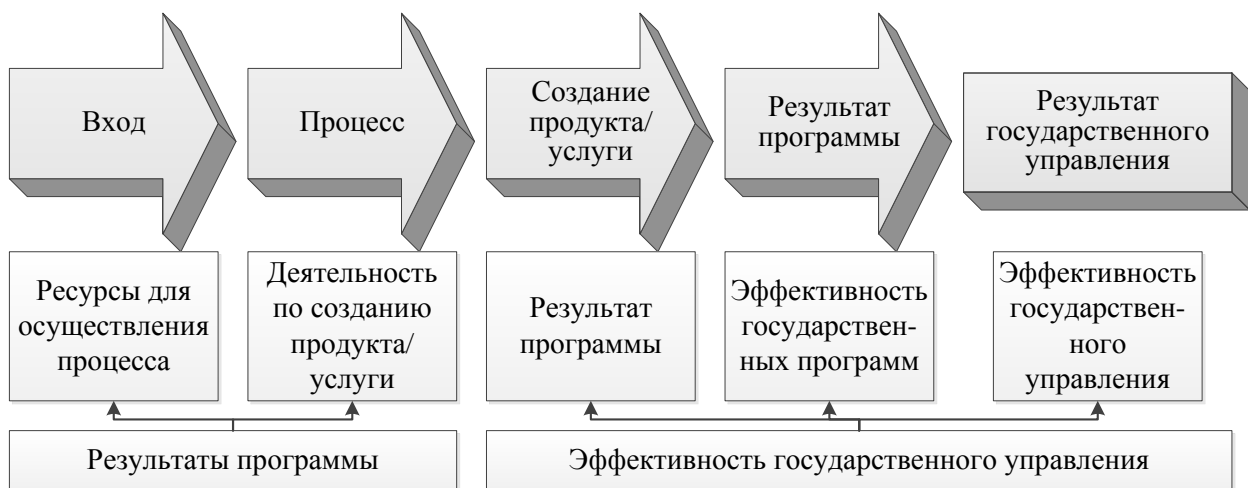 Вход
Процесс
Создание
продукта/
услуги
Результат
программы
Результат
государственного
управления
Ресурсы для
осуществления
процесса
Деятельность
по созданию
продукта/
услуги
Результат
программы
Эффективность
государствен-
ных программ
Эффективность
государствен-
ного
управления
Результаты программы
Эффективность государственного управления